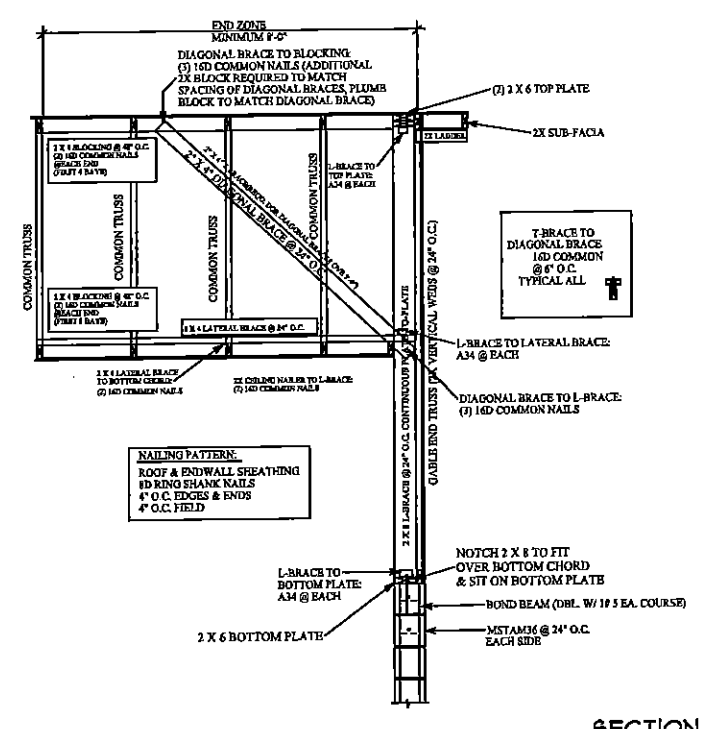 END ZONE
MINIMUM 8'-0"
DIAGONAL BRACE TO BLOCKING:
(3) 16D COMMON NAILS (ADDITIONAL
2X BLOCK REQUIRED TO MATCH
SPACING OF DIAGONAL BRACES, PLUMB
BLOCK TO MATCH DIAGONAL BRACE)
(2) 2 X 6 TOP PLATE
2X SUB-FACIA
2X LADDER
2 X 4 BLOCKING @ 48" O.C.
(2) 16D COMMON NAILS
@EACH END
(FIRST 4 BAYS)
L-BRACE TO
TOP PLATE:
A34 @ EACH
2" X 4" DIAGONAL BRACE @ 24" O.C.
COMMON TRUSS
COMMON TRUSS
COMMON TRUSS
COMMON TRUSS
T-BRACE TO
DIAGONAL BRACE
16D COMMON
@ 6" O.C.
TYPICAL ALL
2 X 4 BLOCKING @ 48" O.C.
(2) 16D COMMON NAILS
@EACH END
2 X 4 LATERAL BRACE @ 24" O.C.
L-BRACE TO LATERAL BRACE:
A34 @ EACH
2 X 4 LATERAL BRACE
TO BOTTOM CHORD:
(2) 16D COMMON NAILS
2X CEILING NAILER TO L-BRACE:
(2) 16D COMMON NAILS
DIAGONAL BRACE TO L-BRACE:
(3) 16D COMMON NAILS
2 X 8 L-BRACE @ 24" O.C. CONTINUOUS PLATE-TO-PLATE
GABLE END TRUSS (2X VERTICAL WEBS @ 24" O.C.)
NAILING PATTERN:
ROOF & ENDWALL SHEATHING
8D RING SHANK NAILS
4" O.C. EDGES & ENDS
4" O.C. FIELD
L-BRACE TO
BOTTOM PLATE:
A34 @ EACH
NOTCH 2 X 8 TO FIT
OVER BOTTOM CHORD
& SIT ON BOTTOM PLATE
BOND BEAM (DBL. W/ 1# 5 EA. COURSE)
2 X 6 BOTTOM PLATE
MSTAM36 @ 24" O.C.
EACH SIDE
SECTION